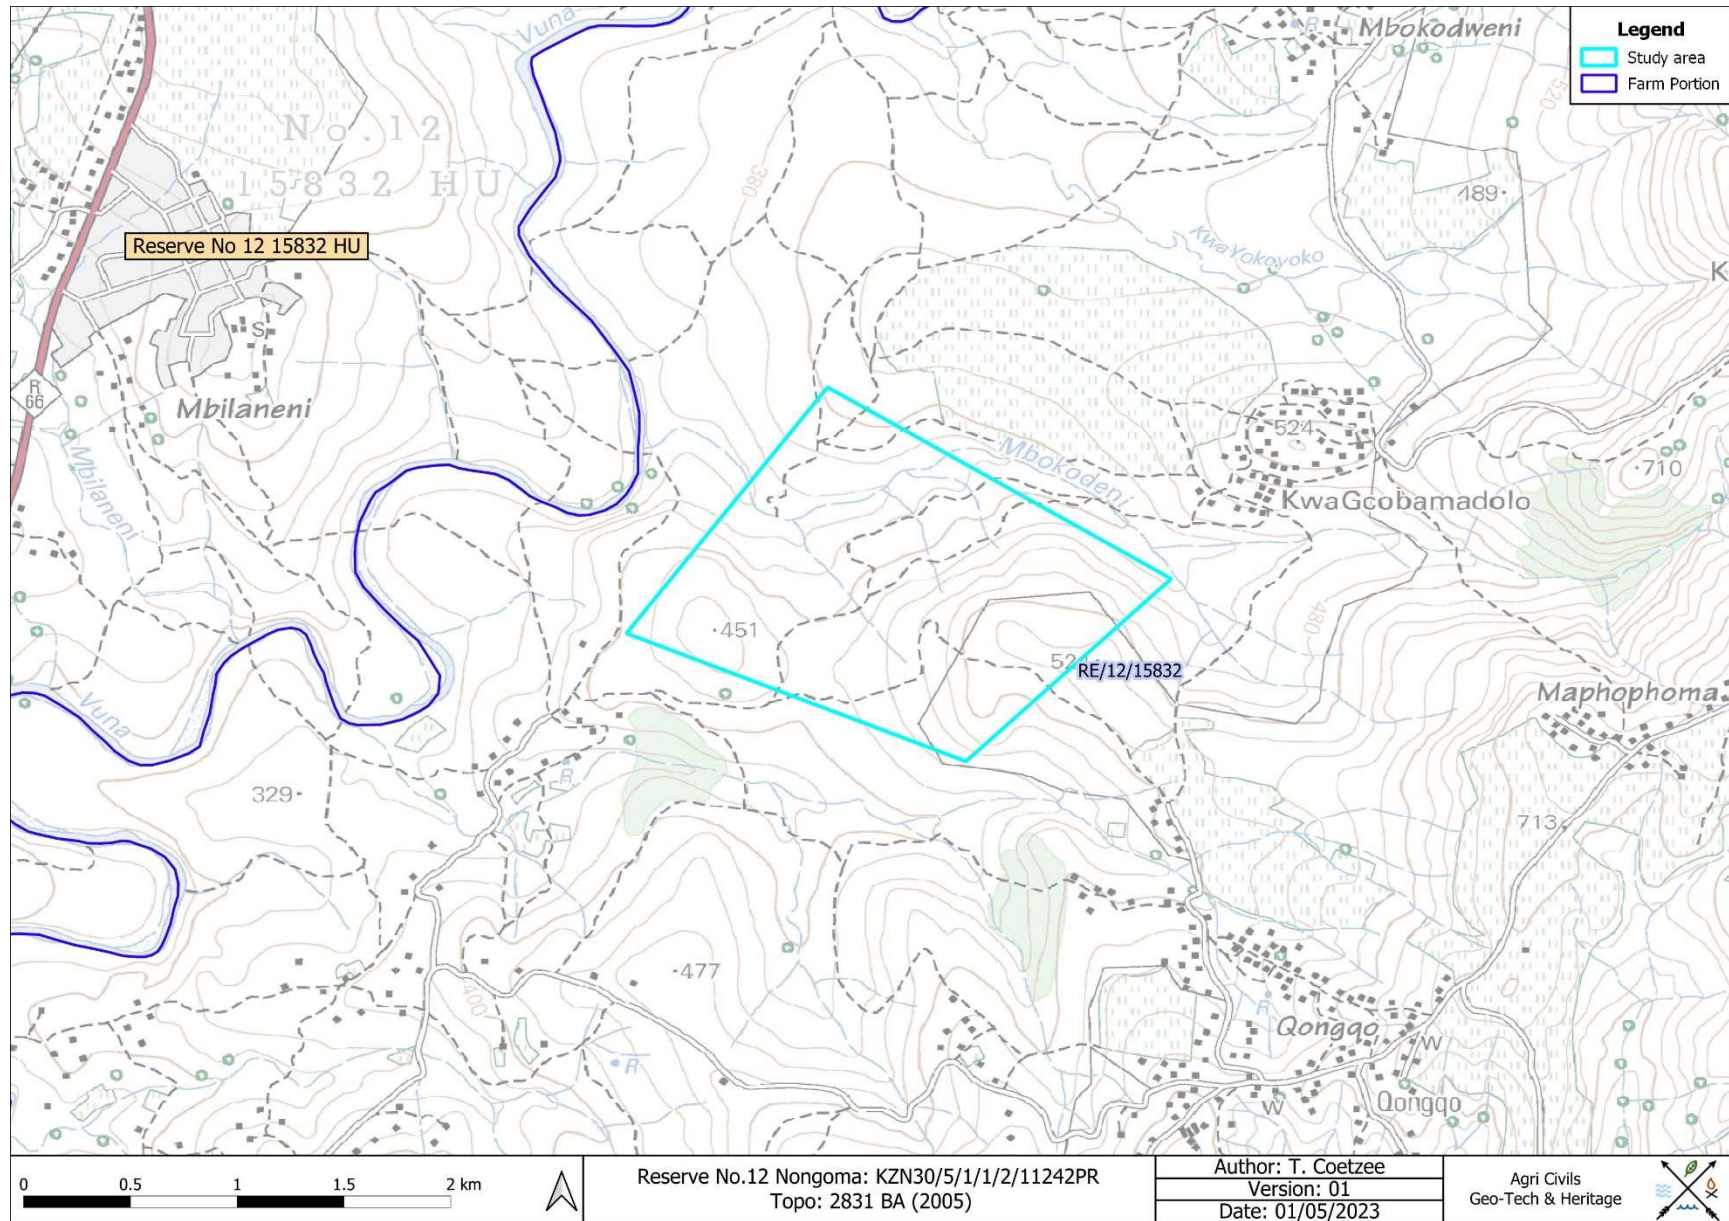 Vuna
R
Mbokodweni
Legend
Study area
Farm Portion
520
No.12
15832 HU
380
489
Reserve No 12 15832 HU
KwaYokoyoko
K
S
R
66
Mbilaneni
524
Mbokodeni
710
Mbilaneni
KwaGcobamadolo
451
480
RE/12/15832
Maphophoma
Vuna
R
329
713
477
400
R
Qongqo
R
W
W
Qongqo
0 0.5 1 1.5 2 km
Reserve No.12 Nongoma: KZN30/5/1/1/2/11242PR
Topo: 2831 BA (2005)
Author: T. Coetzee
Version: 01
Date: 01/05/2023
Agri Civils
Geo-Tech & Heritage